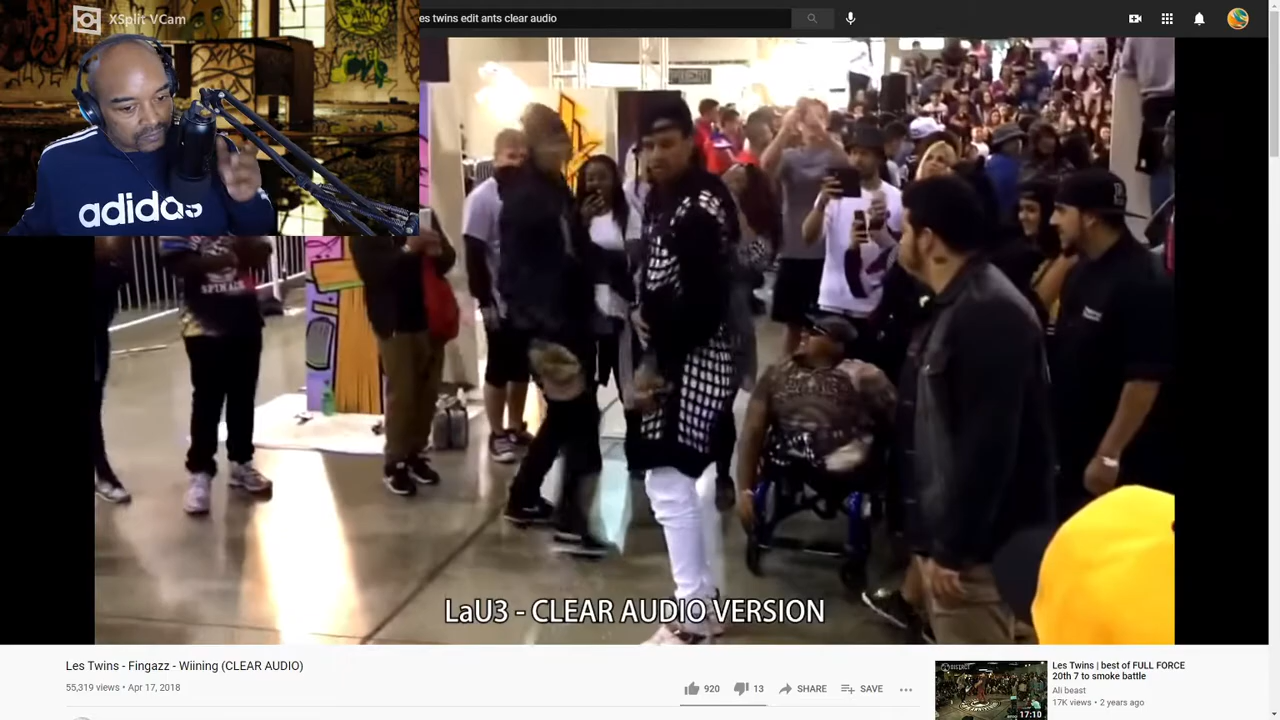 XSplit VCam
es twins edit ants clear audio
adidas
SPIN AIR
LaU3 - CLEAR AUDIO VERSION
Les Twins - Fingazz - Wiining (CLEAR AUDIO)
55,319 views • Apr 17, 2018
920
13
SHARE
SAVE
Les Twins | best of FULL FORCE
20th 7 to smoke battle
Ali beast
17K views • 2 years ago
17:10